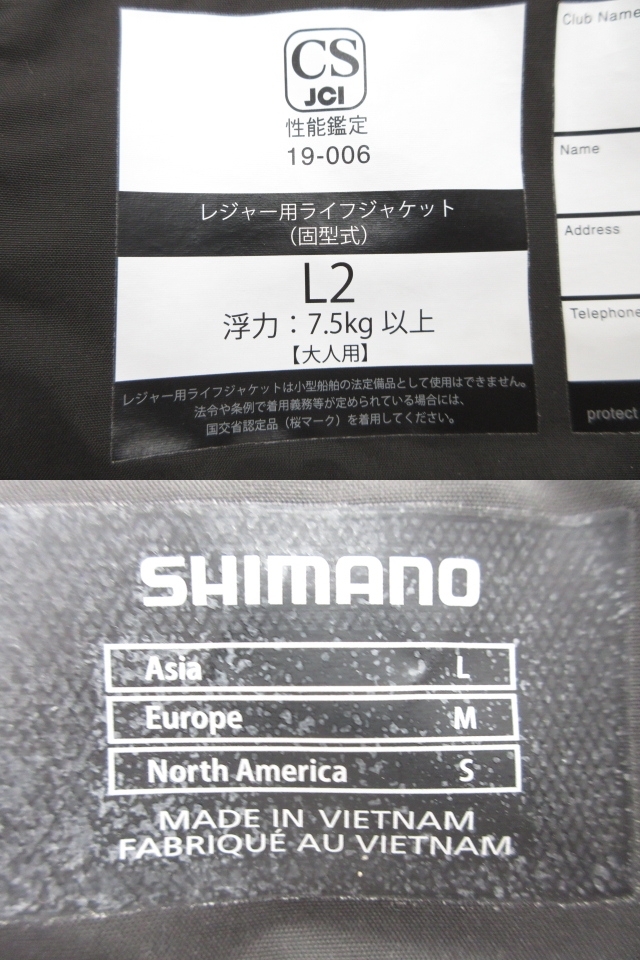 CS
JCI
性能鑑定
19-006
レジャー用ライフジャケット
(固型式)
L2
浮力：7.5kg 以上
【大人用】
レジャー用ライフジャケットは小型船舶の法定備品として使用はできません。
法令や条例で着用義務等が定められている場合には、
国交省認定品（桜マーク）を着用してください。
Club Name
Name
Address
Telephone
protect
SHIMANO
Asia L
Europe M
North America S
MADE IN VIETNAM
FABRIQUÉ AU VIETNAM